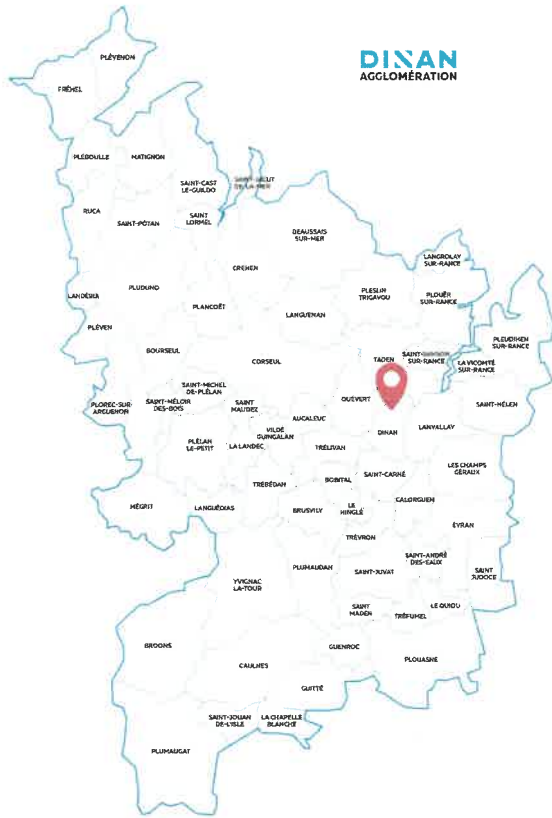 DINAN
AGGLOMÉRATION
PLÉVENON
FRÉHEL
PLÉBOULLE
MATIGNON
SAINT-CAST
LE-GUILDO
DE-LA-MER
RUCA
SAINT-PÔTAN
SAINT
LORMEL
BEAUSSAIS
SUR-MER
CRÉHEN
LANGROLAY
SUR-RANCE
PLESLIN
TRIGAVOU
PLOUËR
SUR-RANCE
LANDÉBIA
PLUDUNO
PLANCOËT
LANGUENAN
PLÉVEN
PLEUDIHEN
SUR-RANCE
BOURSEUL
CORSEUL
TADEN
SUR-RANCE
LA VICOMTÉ
SUR-RANCE
SAINT-MICHEL
DE-PLÉLAN
QUÉVERT
PLOREC-SUR-
ARGUENON
SAINT-MÉLOIR
DES-BOIS
SAINT
MAUDEZ
SAINT-HÉLEN
AUCALEUC
VILDÉ
GUINGALAN
DINAN
LANVALLAY
PLÉLAN
LE-PETIT
LA LANDEC
TRÉLIVAN
LES CHAMPS
GÉRAUX
TRÉBÉDAN
BOBITAL
SAINT-CARNÉ
CALORGUEN
MÉGRIT
LANGUÉDIAS
BRUSVILY
LE
HINGLÉ
ÉVRAN
TRÉVRON
SAINT-ANDRÉ
DES-EAUX
SAINT
JUDOCE
PLUMAUDAN
SAINT-JUVAT
YVIGNAC
LA-TOUR
SAINT
MADEN
TRÉFUMEL
LE QUIOU
BROONS
GUENROC
PLOUASNE
CAULNES
GUITTÉ
SAINT-JOUAN
DE-L'ISLE
LA CHAPELLE
BLANCHE
PLUMAUGAT